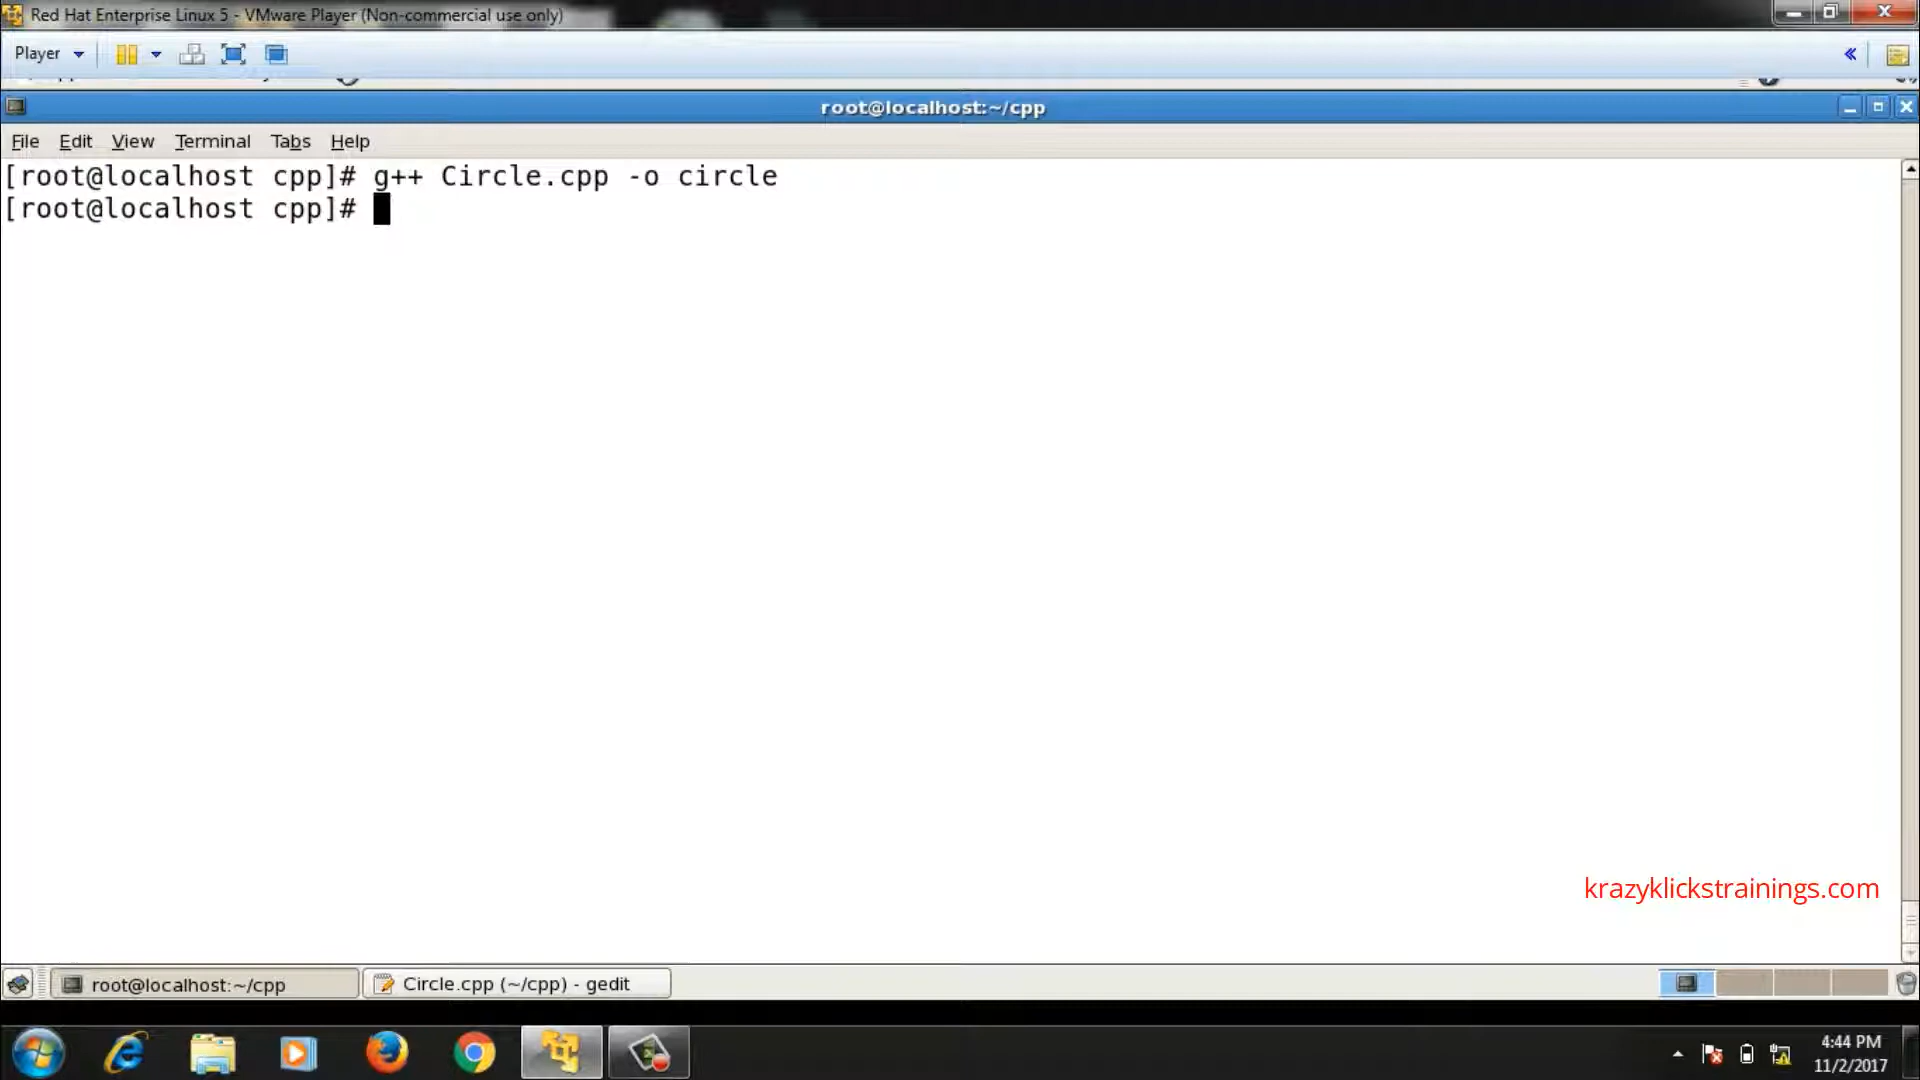 Red Hat Enterprise Linux 5 - VMware Player (Non-commercial use only)
Player
root@localhost:~/cpp
File Edit View Terminal Tabs Help
[root@localhost cpp]# g++ Circle.cpp -o circle
[root@localhost cpp]#
krazyklickstrainings.com
root@localhost:~/cpp
Circle.cpp (~/cpp) - gedit
4:44 PM
11/2/2017